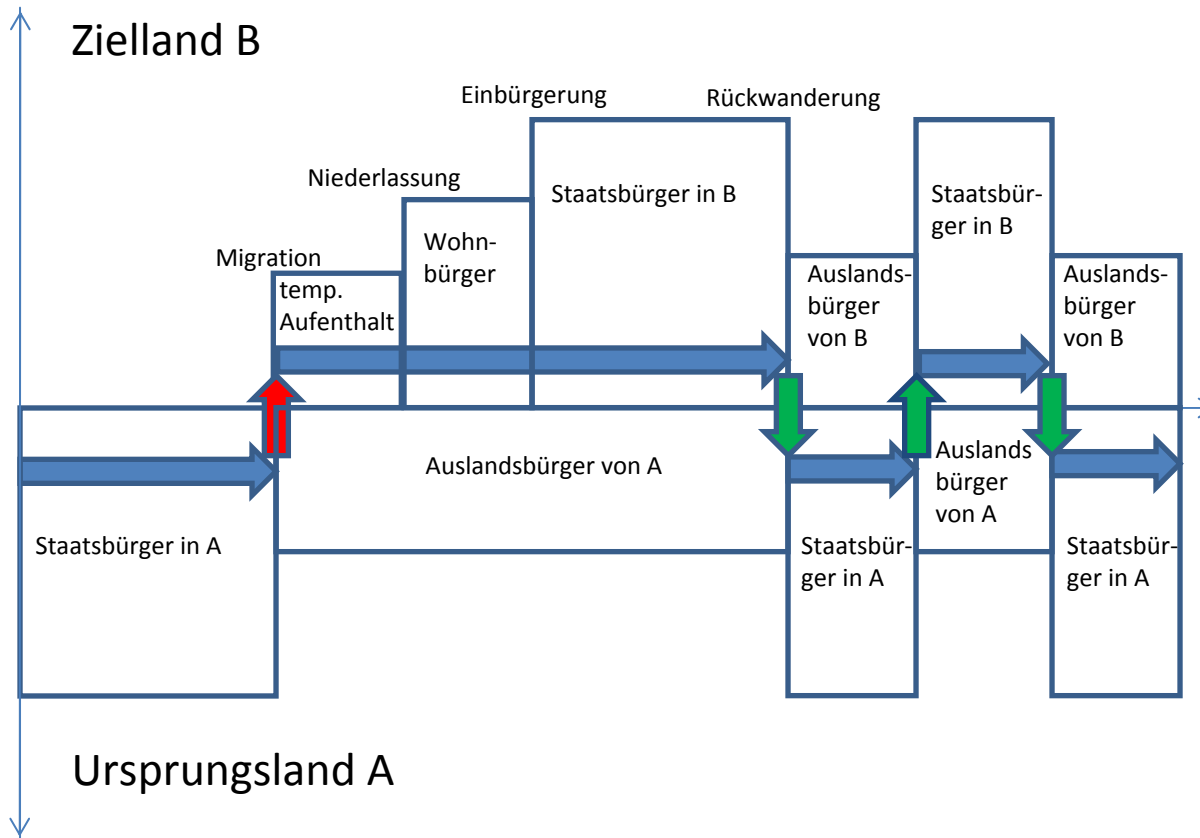 Zielland B
Einbürgerung
Rückwanderung
Niederlassung
Staatsbürger in B
Staatsbür-
ger in B
Wohn-
bürger
Migration
temp.
Aufenthalt
Auslands-
bürger
von B
Auslands-
bürger
von B
Auslandsbürger von A
Auslands
bürger
von A
Staatsbürger in A
Staatsbür-
ger in A
Staatsbür-
ger in A
Ursprungsland A